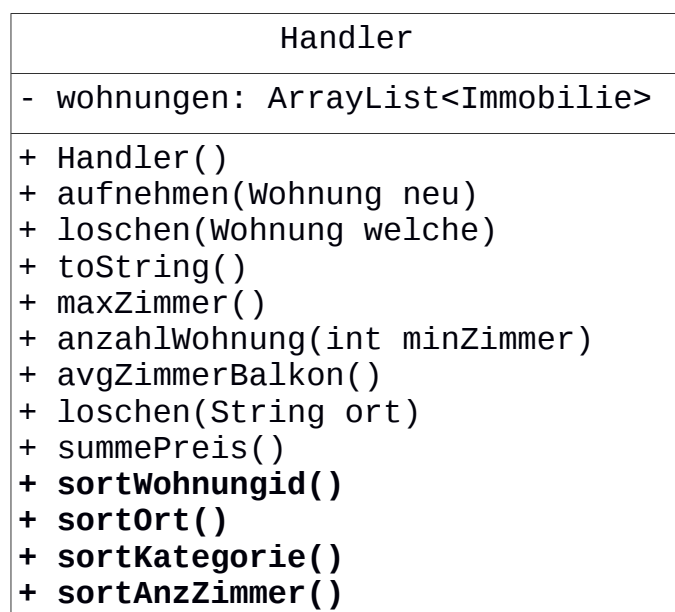 Handler
- wohnungen: ArrayList<Immobilie>
+ Handler()
+ aufnehmen(Wohnung neu)
+ loschen(Wohnung welche)
+ toString()
+ maxZimmer()
+ anzahlWohnung(int minZimmer)
+ avgZimmerBalkon()
+ loschen(String ort)
+ summePreis()
+ sortWohnungid()
+ sortOrt()
+ sortKategorie()
+ sortAnzZimmer()